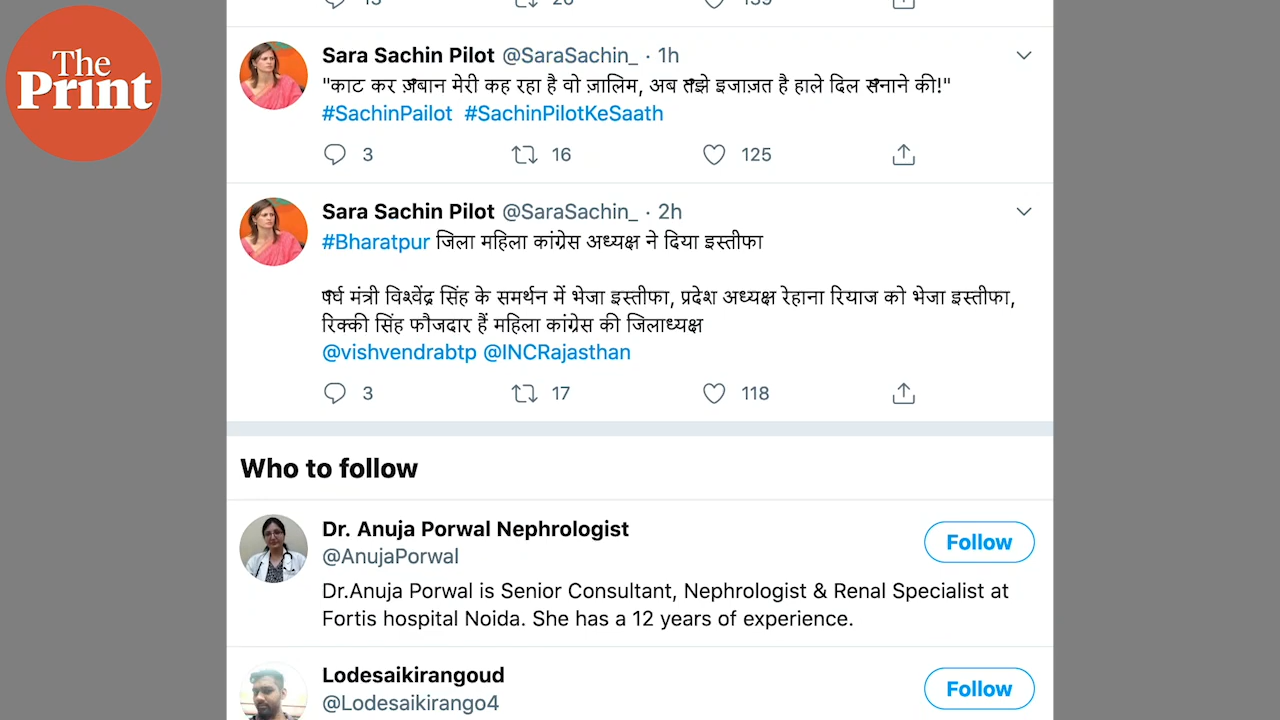 The
Print
13 26 139
Sara Sachin Pilot @SaraSachin_ · 1h
"काट कर ज़ुबान मेरी कह रहा है वो ज़ालिम, अब तुझे इजाज़त है हाले दिल सुनाने की!"
#SachinPailot #SachinPilotKeSaath
3 16 125
Sara Sachin Pilot @SaraSachin_ · 2h
#Bharatpur जिला महिला कांग्रेस अध्यक्ष ने दिया इस्तीफा
पूर्व मंत्री विश्वेंद्र सिंह के समर्थन में भेजा इस्तीफा, प्रदेश अध्यक्ष रेहाना रियाज को भेजा इस्तीफा,
रिक्की सिंह फौजदार हैं महिला कांग्रेस की जिलाध्यक्ष
@vishvendrabtp @INCRajasthan
3 17 118
Who to follow
Dr. Anuja Porwal Nephrologist
@AnujaPorwal
Follow
Dr.Anuja Porwal is Senior Consultant, Nephrologist & Renal Specialist at
Fortis hospital Noida. She has a 12 years of experience.
Lodesaikirangoud
@Lodesaikirango4
Follow